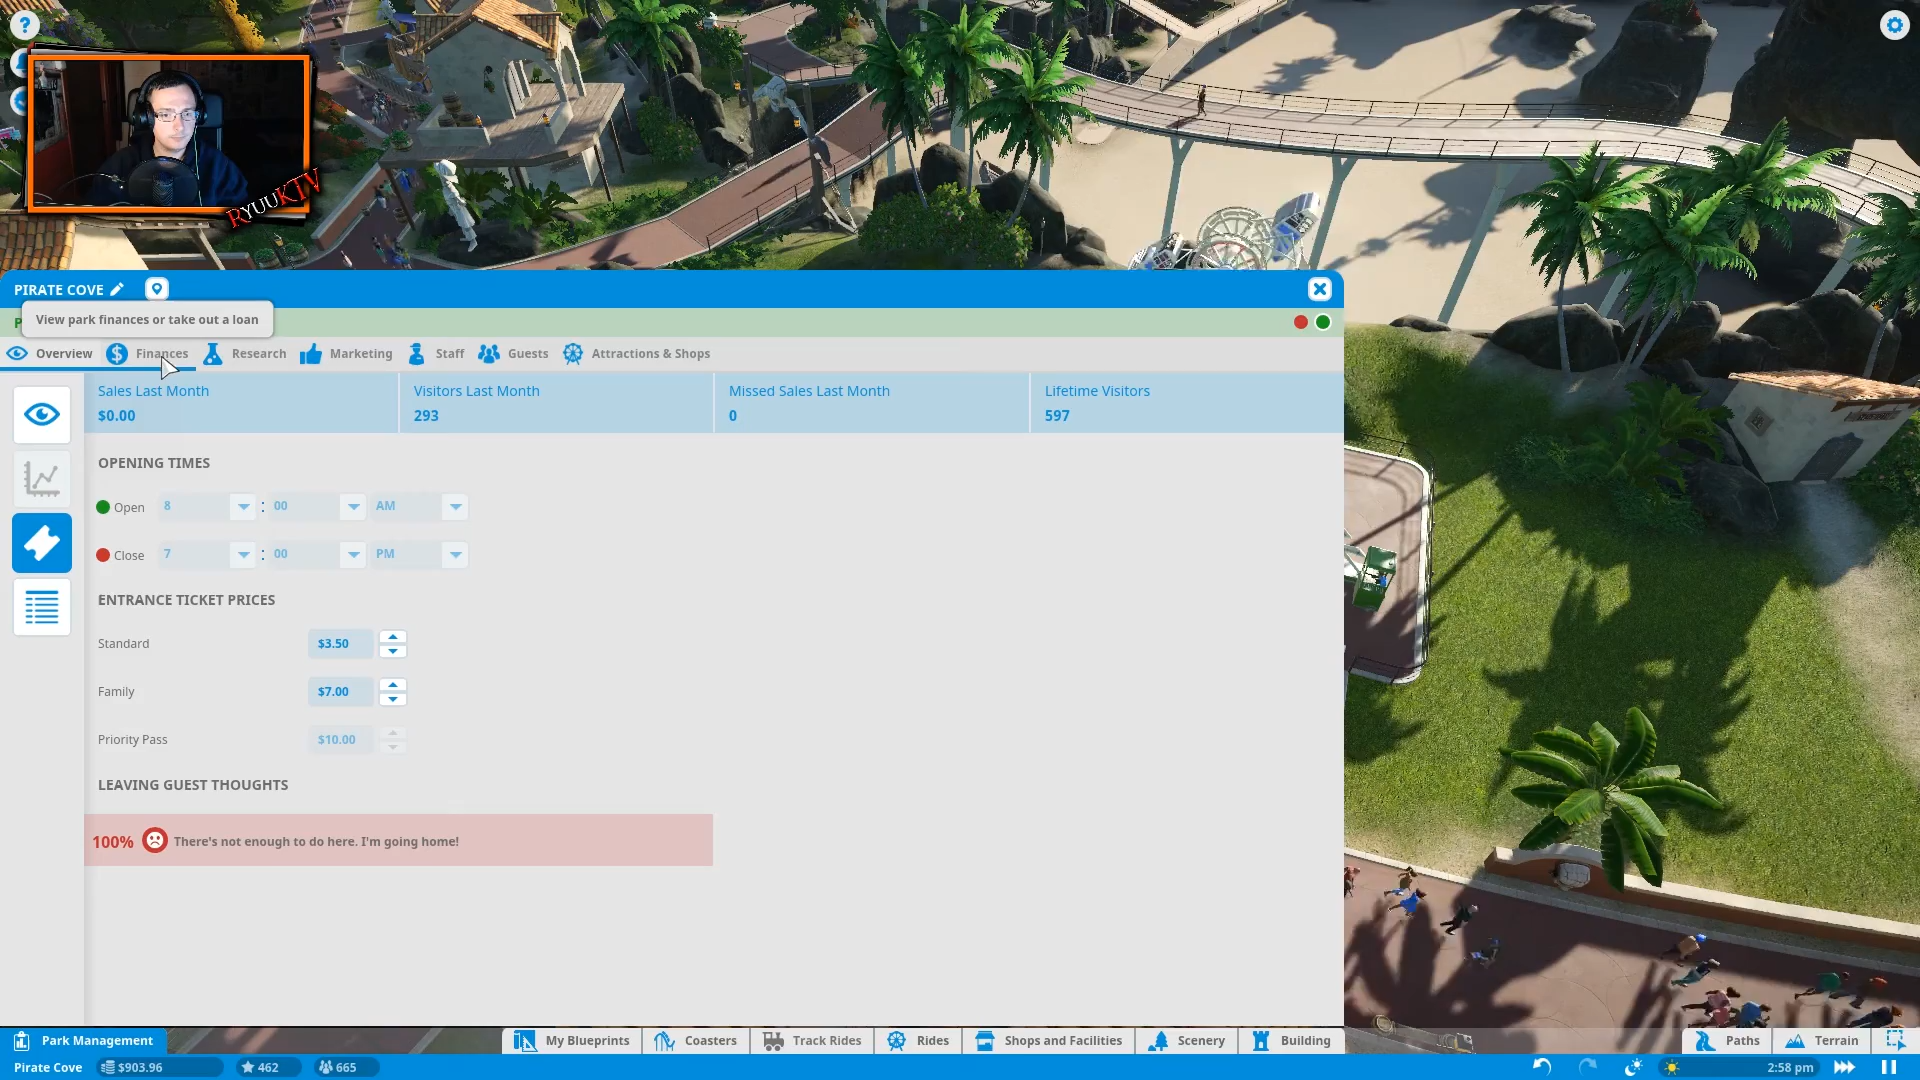 ?
RYUUKTV
PIRATE COVE
View park finances or take out a loan
Overview
Finances
Research
Marketing
Staff
Guests
Attractions & Shops
Sales Last Month
$0.00
Visitors Last Month
293
Missed Sales Last Month
0
Lifetime Visitors
597
OPENING TIMES
Open 8 : 00 AM
Close 7 : 00 PM
ENTRANCE TICKET PRICES
Standard $3.50
Family $7.00
Priority Pass $10.00
LEAVING GUEST THOUGHTS
100% There's not enough to do here. I'm going home!
Park Management
My Blueprints
Coasters
Track Rides
Rides
Shops and Facilities
Scenery
Building
Paths
Terrain
Pirate Cove
$903.96
462
665
2:58 pm